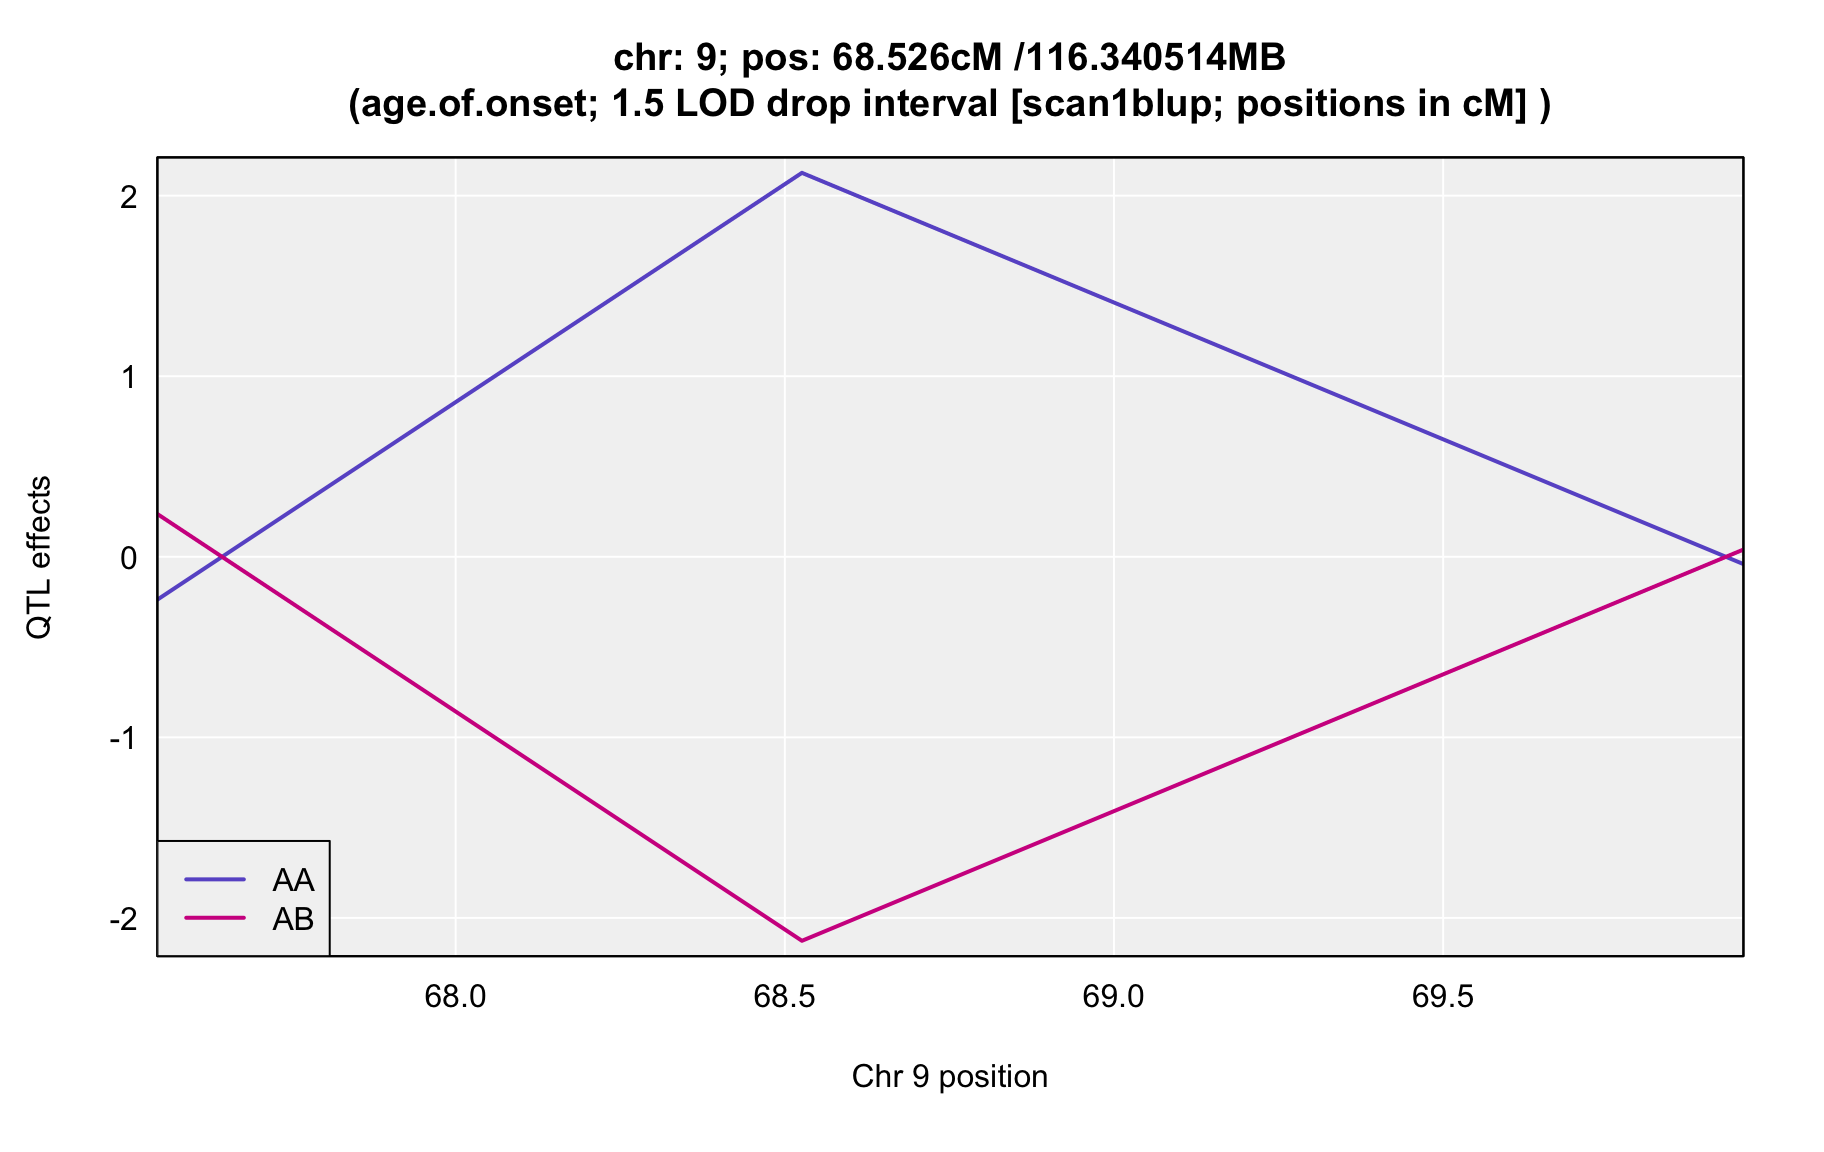 chr: 9; pos: 68.526cM /116.340514MB
(age.of.onset; 1.5 LOD drop interval [scan1blup; positions in cM] )
QTL effects
2
1
0
-1
-2
AA
AB
68.0
68.5
69.0
69.5
Chr 9 position